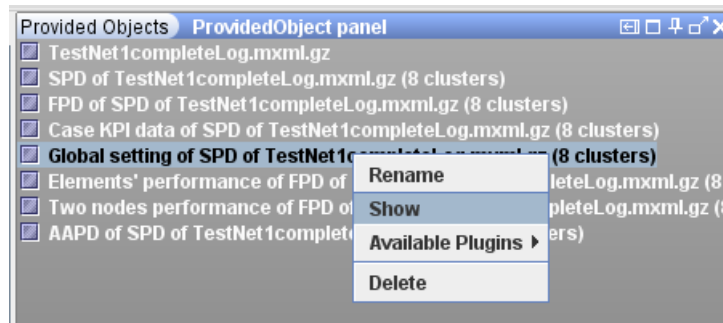 Provided Objects ProvidedObject panel
TestNet1completeLog.mxml.gz
SPD of TestNet1completeLog.mxml.gz (8 clusters)
FPD of SPD of TestNet1completeLog.mxml.gz (8 clusters)
Case KPI data of SPD of TestNet1completeLog.mxml.gz (8 clusters)
Global setting of SPD of TestNet1completeLog.mxml.gz (8 clusters)
Elements' performance of FPD of leteLog.mxml.gz (8
Two nodes performance of FPD of pleteLog.mxml.gz (
AAPD of SPD of TestNet1complet ers)
Rename
Show
Available Plugins
Delete